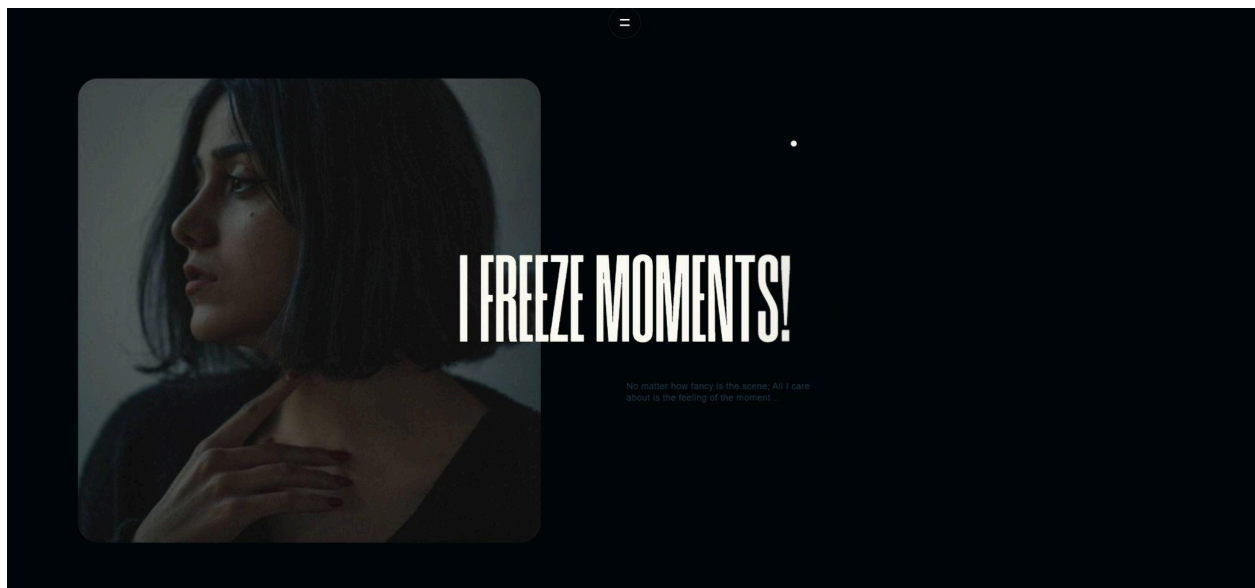 I FREEZE MOMENTS!
No matter how fancy is the scene; All I care
about is the feeling of the moment .